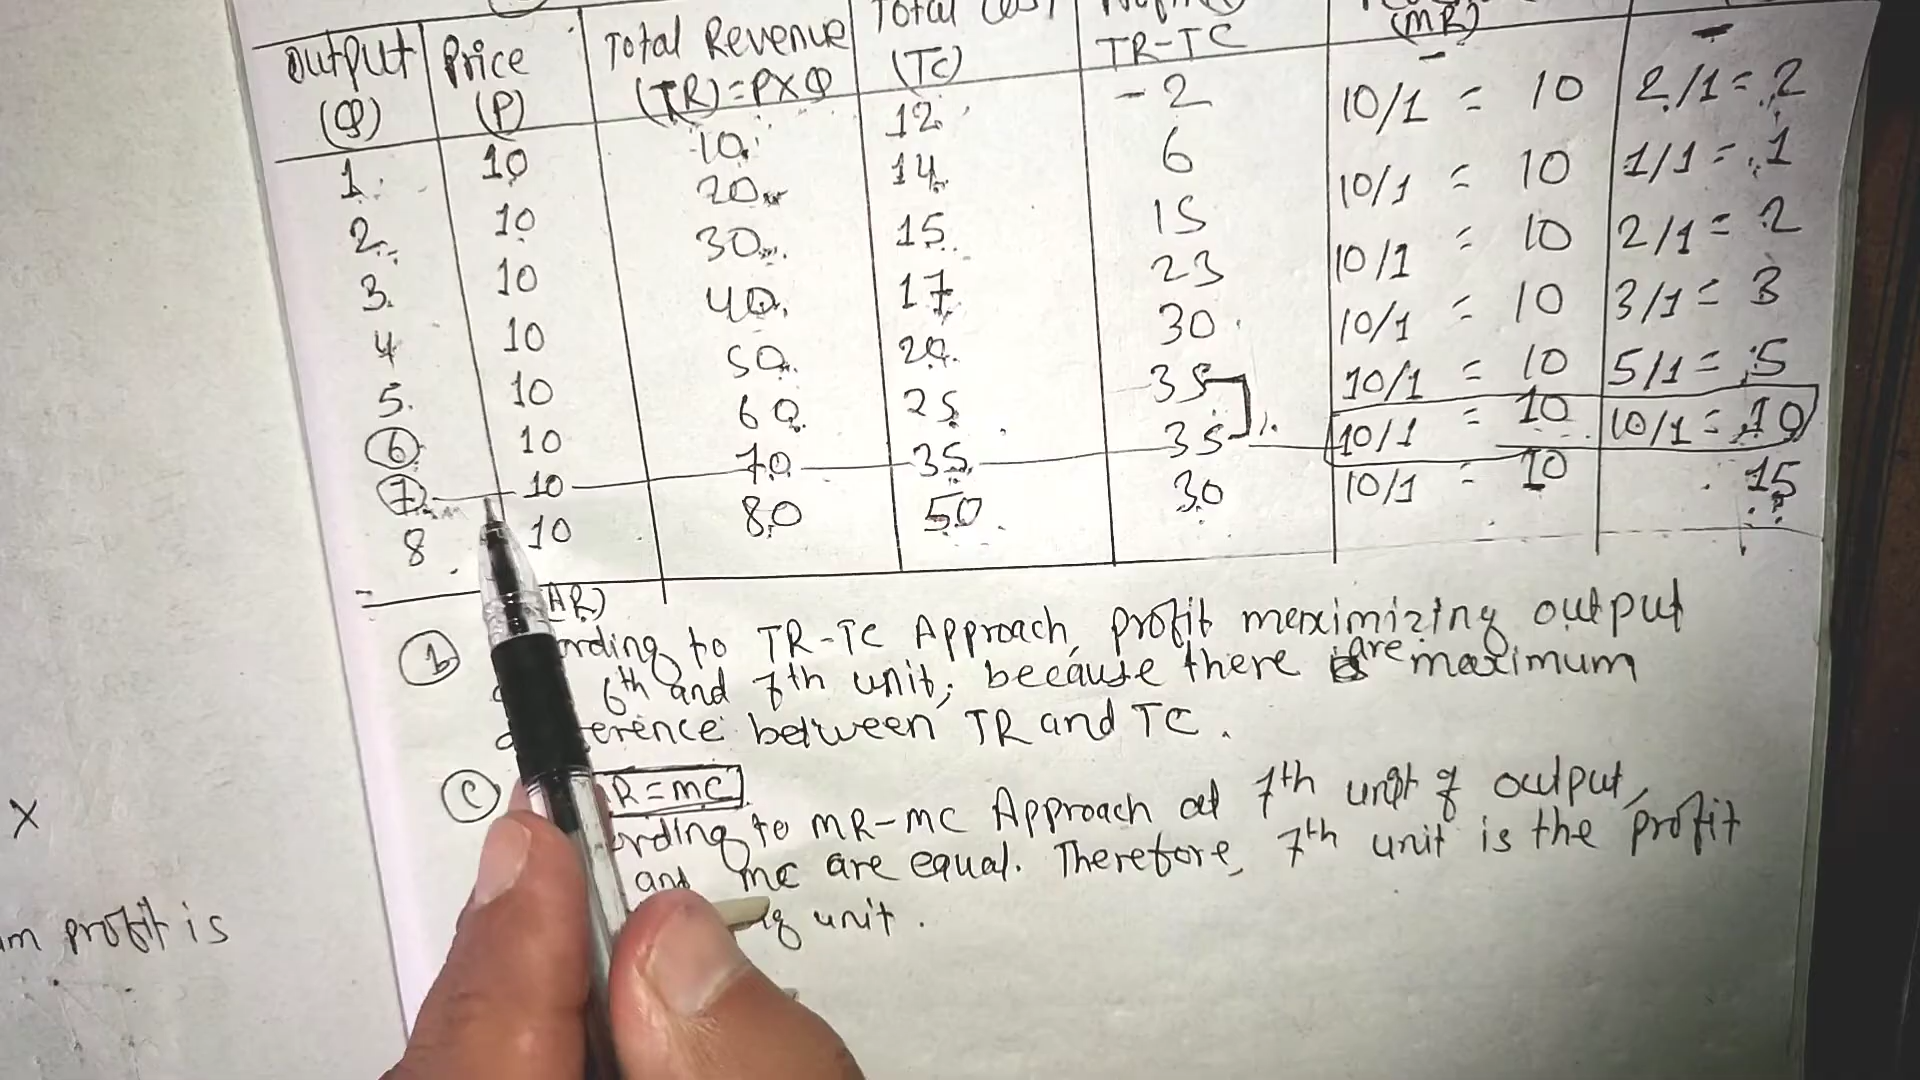 Output Price Total Revenue Total Cost
(Q) (P) (TR)=PXQ (TC) TR-TC (MR)
- -
1. 10 10 12 -2 10/1 = 10 2/1 = 2
2. 10 20 14 6 10/1 = 10 1/1 = 1
3. 10 30 15 15 10/1 = 10 2/1 = 2
4 10 40 17 23 10/1 = 10 3/1 = 3
5. 10 50 20 30 10/1 = 10 5/1 = 5
6 10 60 25 35 10/1 = 10 10/1 = 10
7 10 70 35 35 10/1 = 10 15
8 10 80 50 30
= (AR)
b ording to TR-TC Approach, profit meximizing output
6th and 7th unit; because there are maximum
erence between TR and TC.
c R=MC
ording to MR-MC Approach at 7th unit of output,
and MC are equal. Therefore, 7th unit is the profit
unit.
X
m profit is